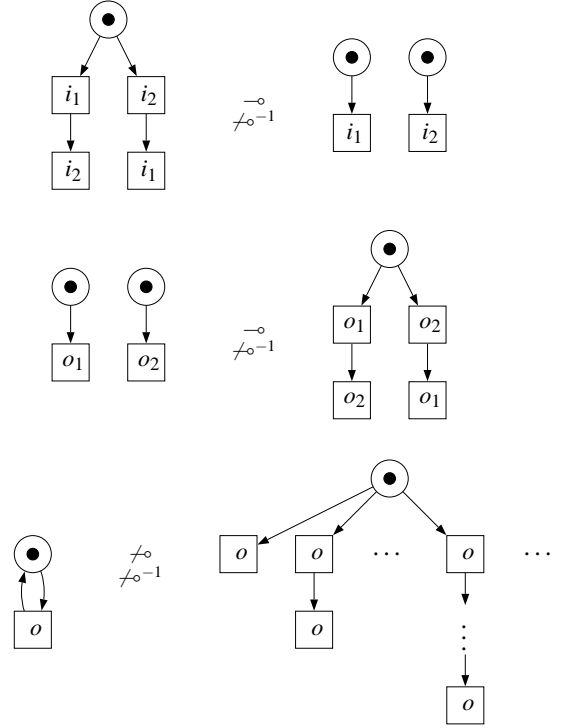 i₁ i₂ i₂ i₁
⊸
⊸̸⁻¹
i₁ i₂
o₁ o₂
⊸
⊸̸⁻¹
o₁ o₂
o₂ o₁
o
⊸̸
⊸̸⁻¹
o o ⋯ o ⋯
o ⋮
o